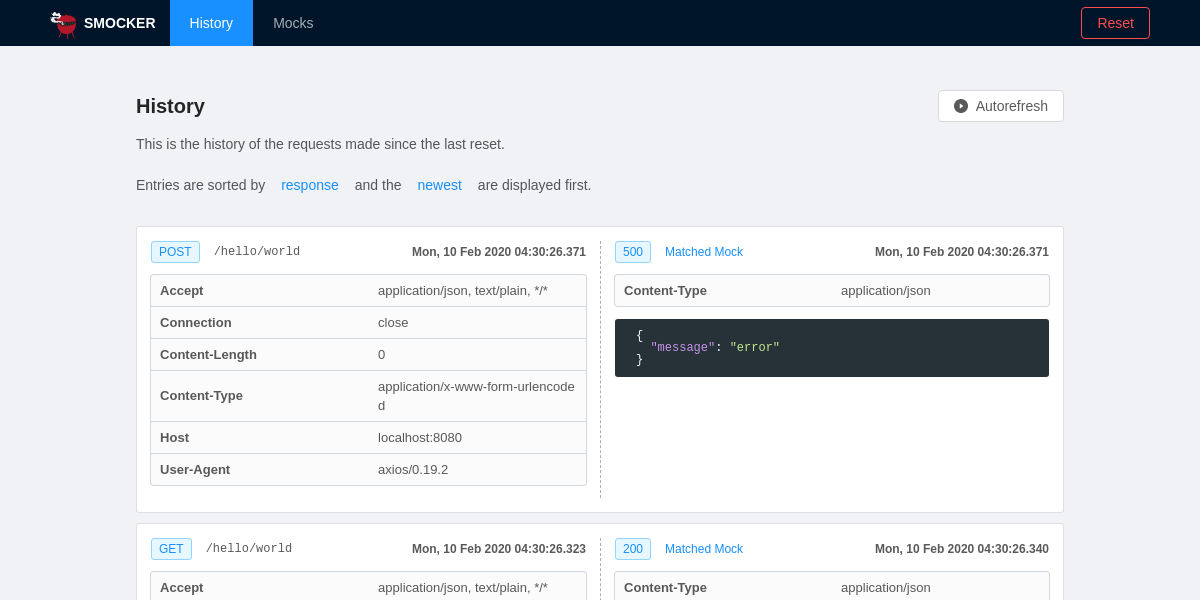 SMOCKER History Mocks Reset
History Autorefresh
This is the history of the requests made since the last reset.
Entries are sorted by response and the newest are displayed first.
POST /hello/world Mon, 10 Feb 2020 04:30:26.371
Accept application/json, text/plain, */*
Connection close
Content-Length 0
Content-Type application/x-www-form-urlencode
d
Host localhost:8080
User-Agent axios/0.19.2
500 Matched Mock Mon, 10 Feb 2020 04:30:26.371
Content-Type application/json
{
"message": "error"
}
GET /hello/world Mon, 10 Feb 2020 04:30:26.323
Accept application/json, text/plain, */*
200 Matched Mock Mon, 10 Feb 2020 04:30:26.340
Content-Type application/json